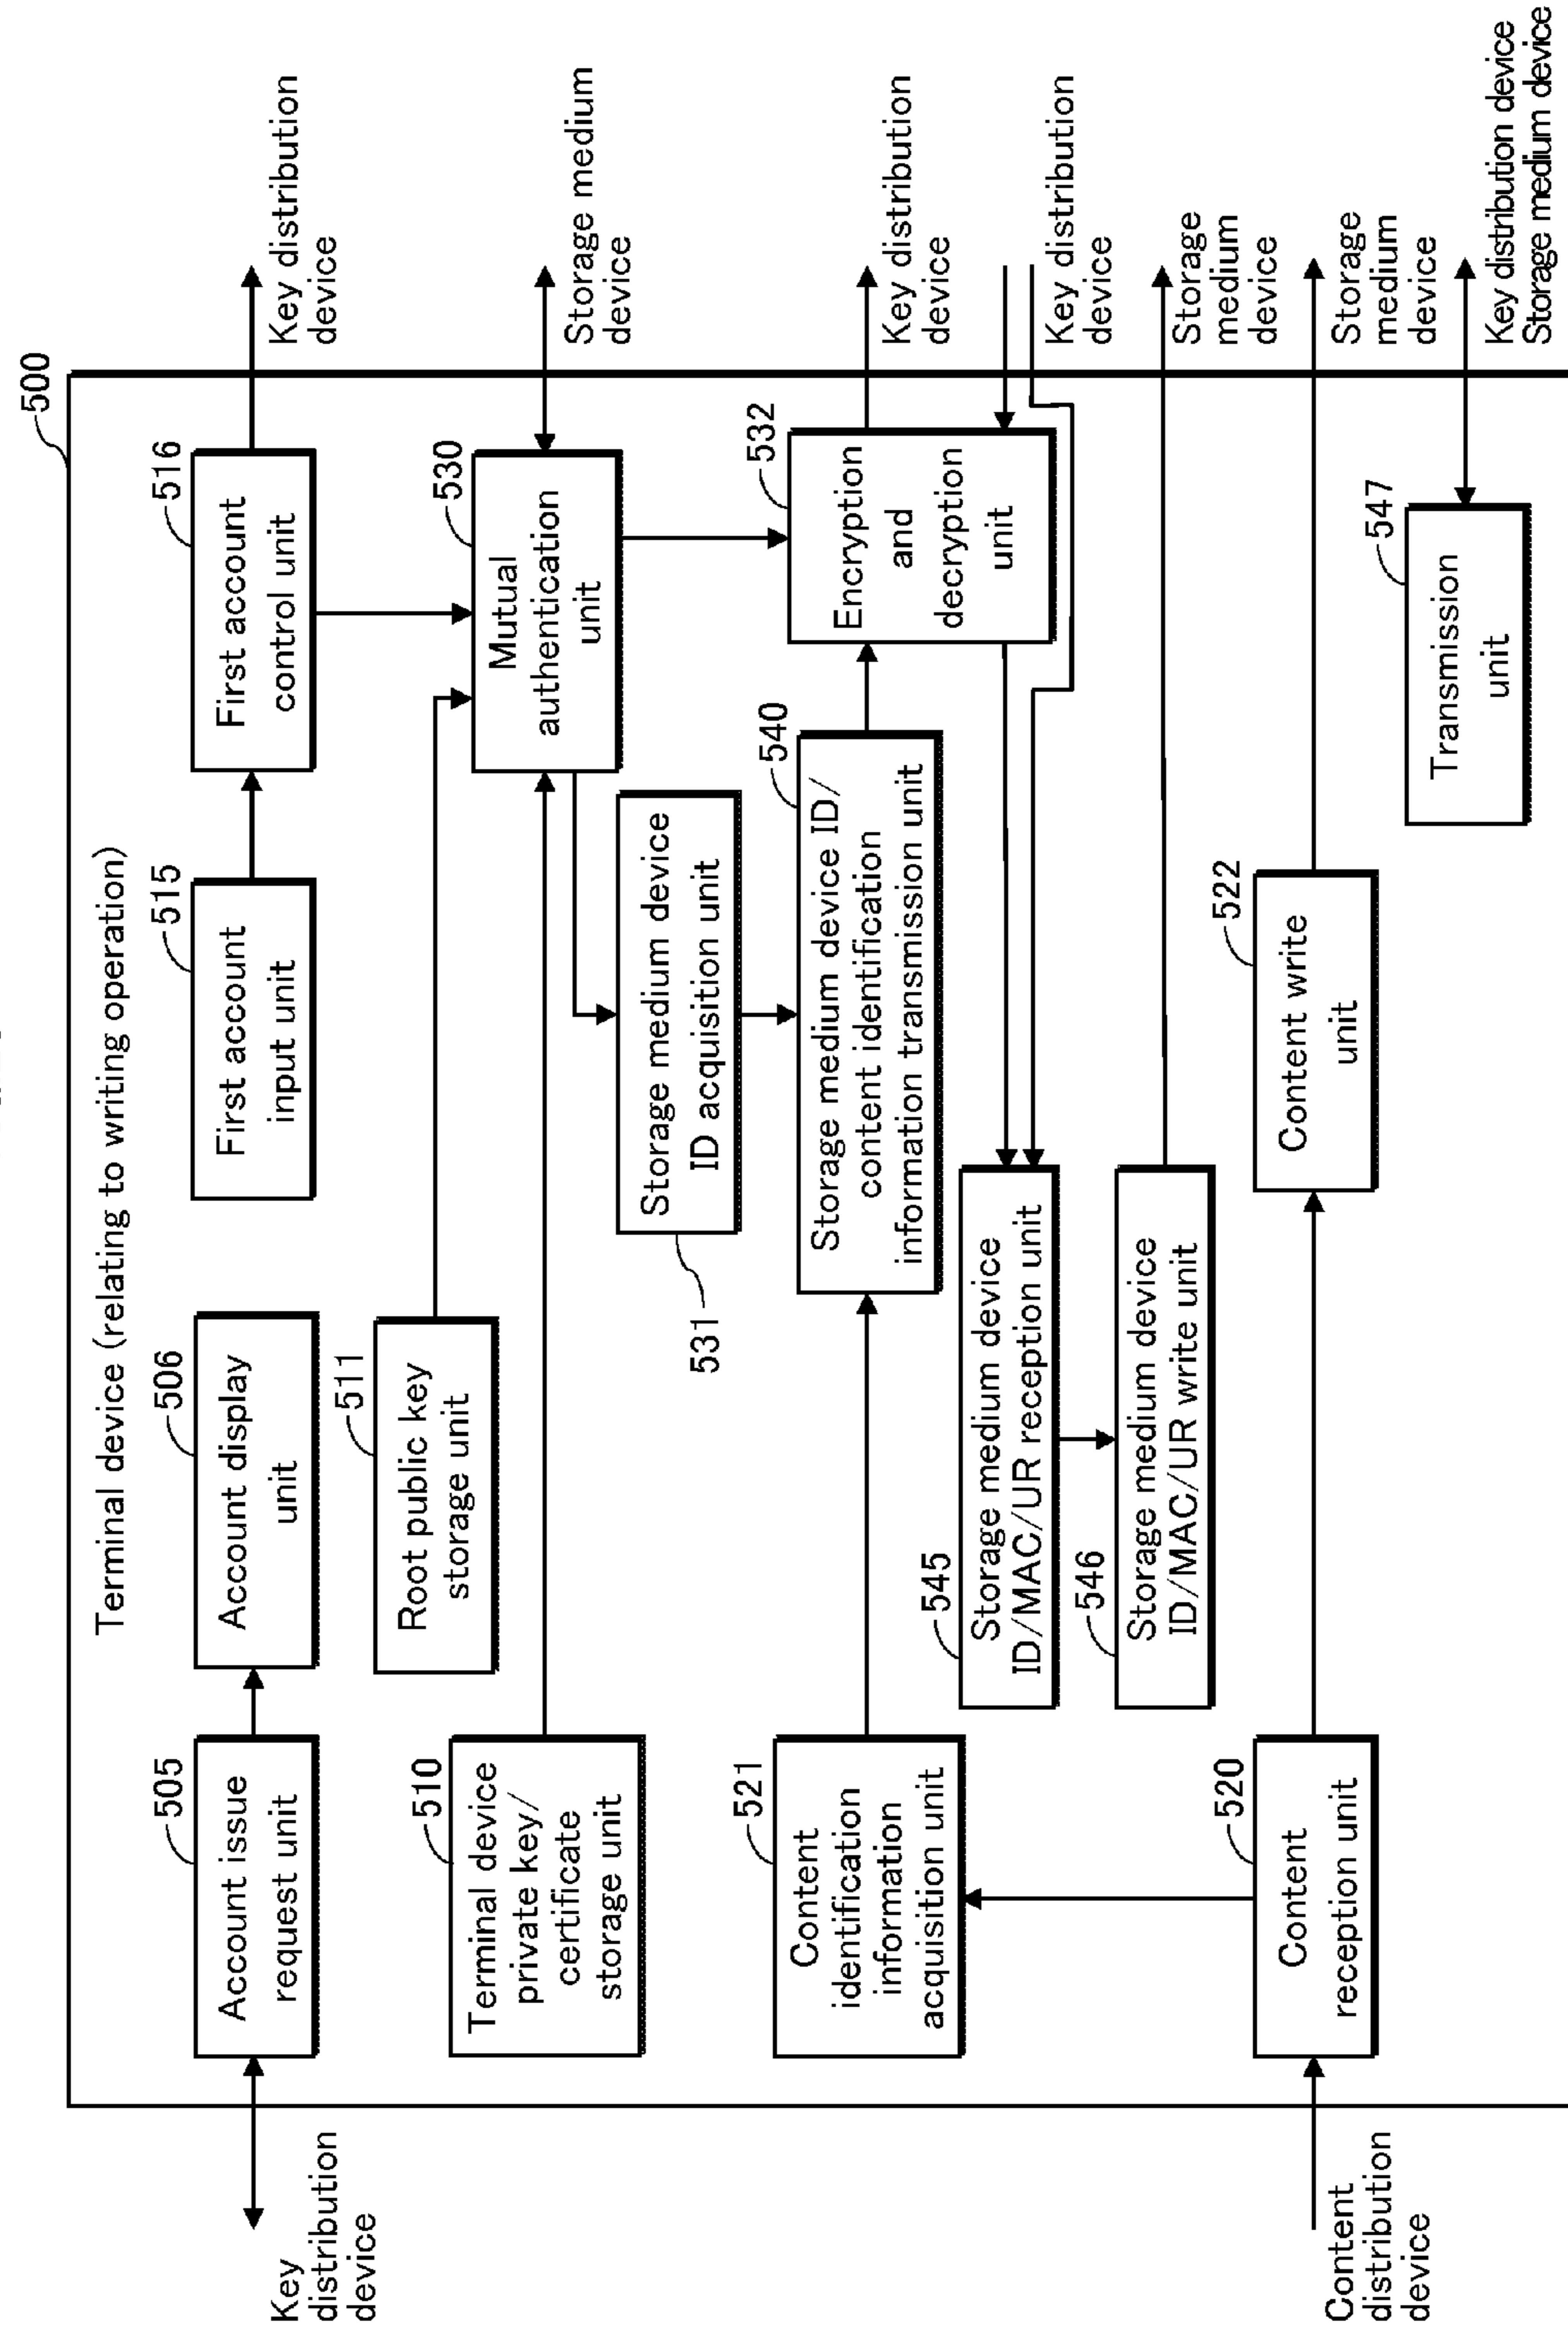 500
Terminal device (relating to writing operation)
Key
distribution
device
505
Account issue
request unit
506
Account display
unit
515
First account
input unit
516
First account
control unit
Key distribution
device
511
Root public key
storage unit
510
Terminal device
private key/
certificate
storage unit
530
Mutual
authentication
unit
Storage medium
device
531
Storage medium device
ID acquisition unit
521
Content
identification
information
acquisition unit
540
Storage medium device ID/
content identification
information transmission unit
532
Encryption
and
decryption
unit
Key distribution
device
Key distribution
device
545
Storage medium device
ID/MAC/UR reception unit
546
Storage medium device
ID/MAC/UR write unit
Storage
medium
device
Content
distribution
device
520
Content
reception unit
522
Content write
unit
Storage
medium
device
547
Transmission
unit
Key distribution device
Storage medium device